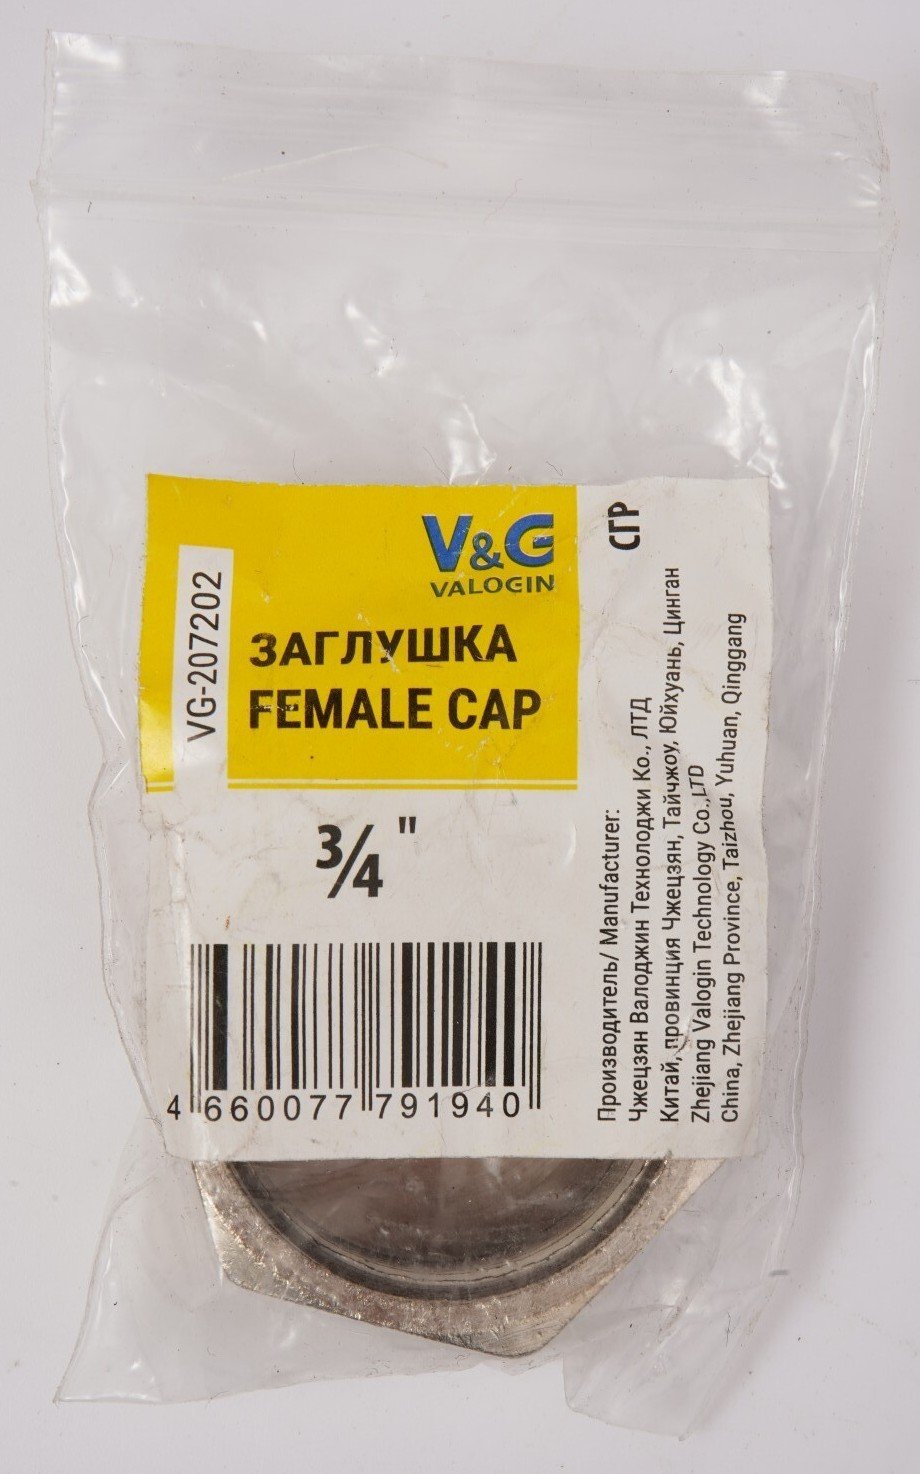 V&G
VALOGIN
VG-207202
ЗАГЛУШКА
FEMALE CAP
3/4"
4 660077 791940
СГР
Производитель/ Manufacturer:
Чжецзян Валоджин Технолоджи Ко., ЛТД
Китай, провинция Чжецзян, Тайчжоу, Юйхуань, Цинган
Zhejiang Valogin Technology Co.,LTD
China, Zhejiang Province, Taizhou, Yuhuan, Qinggang